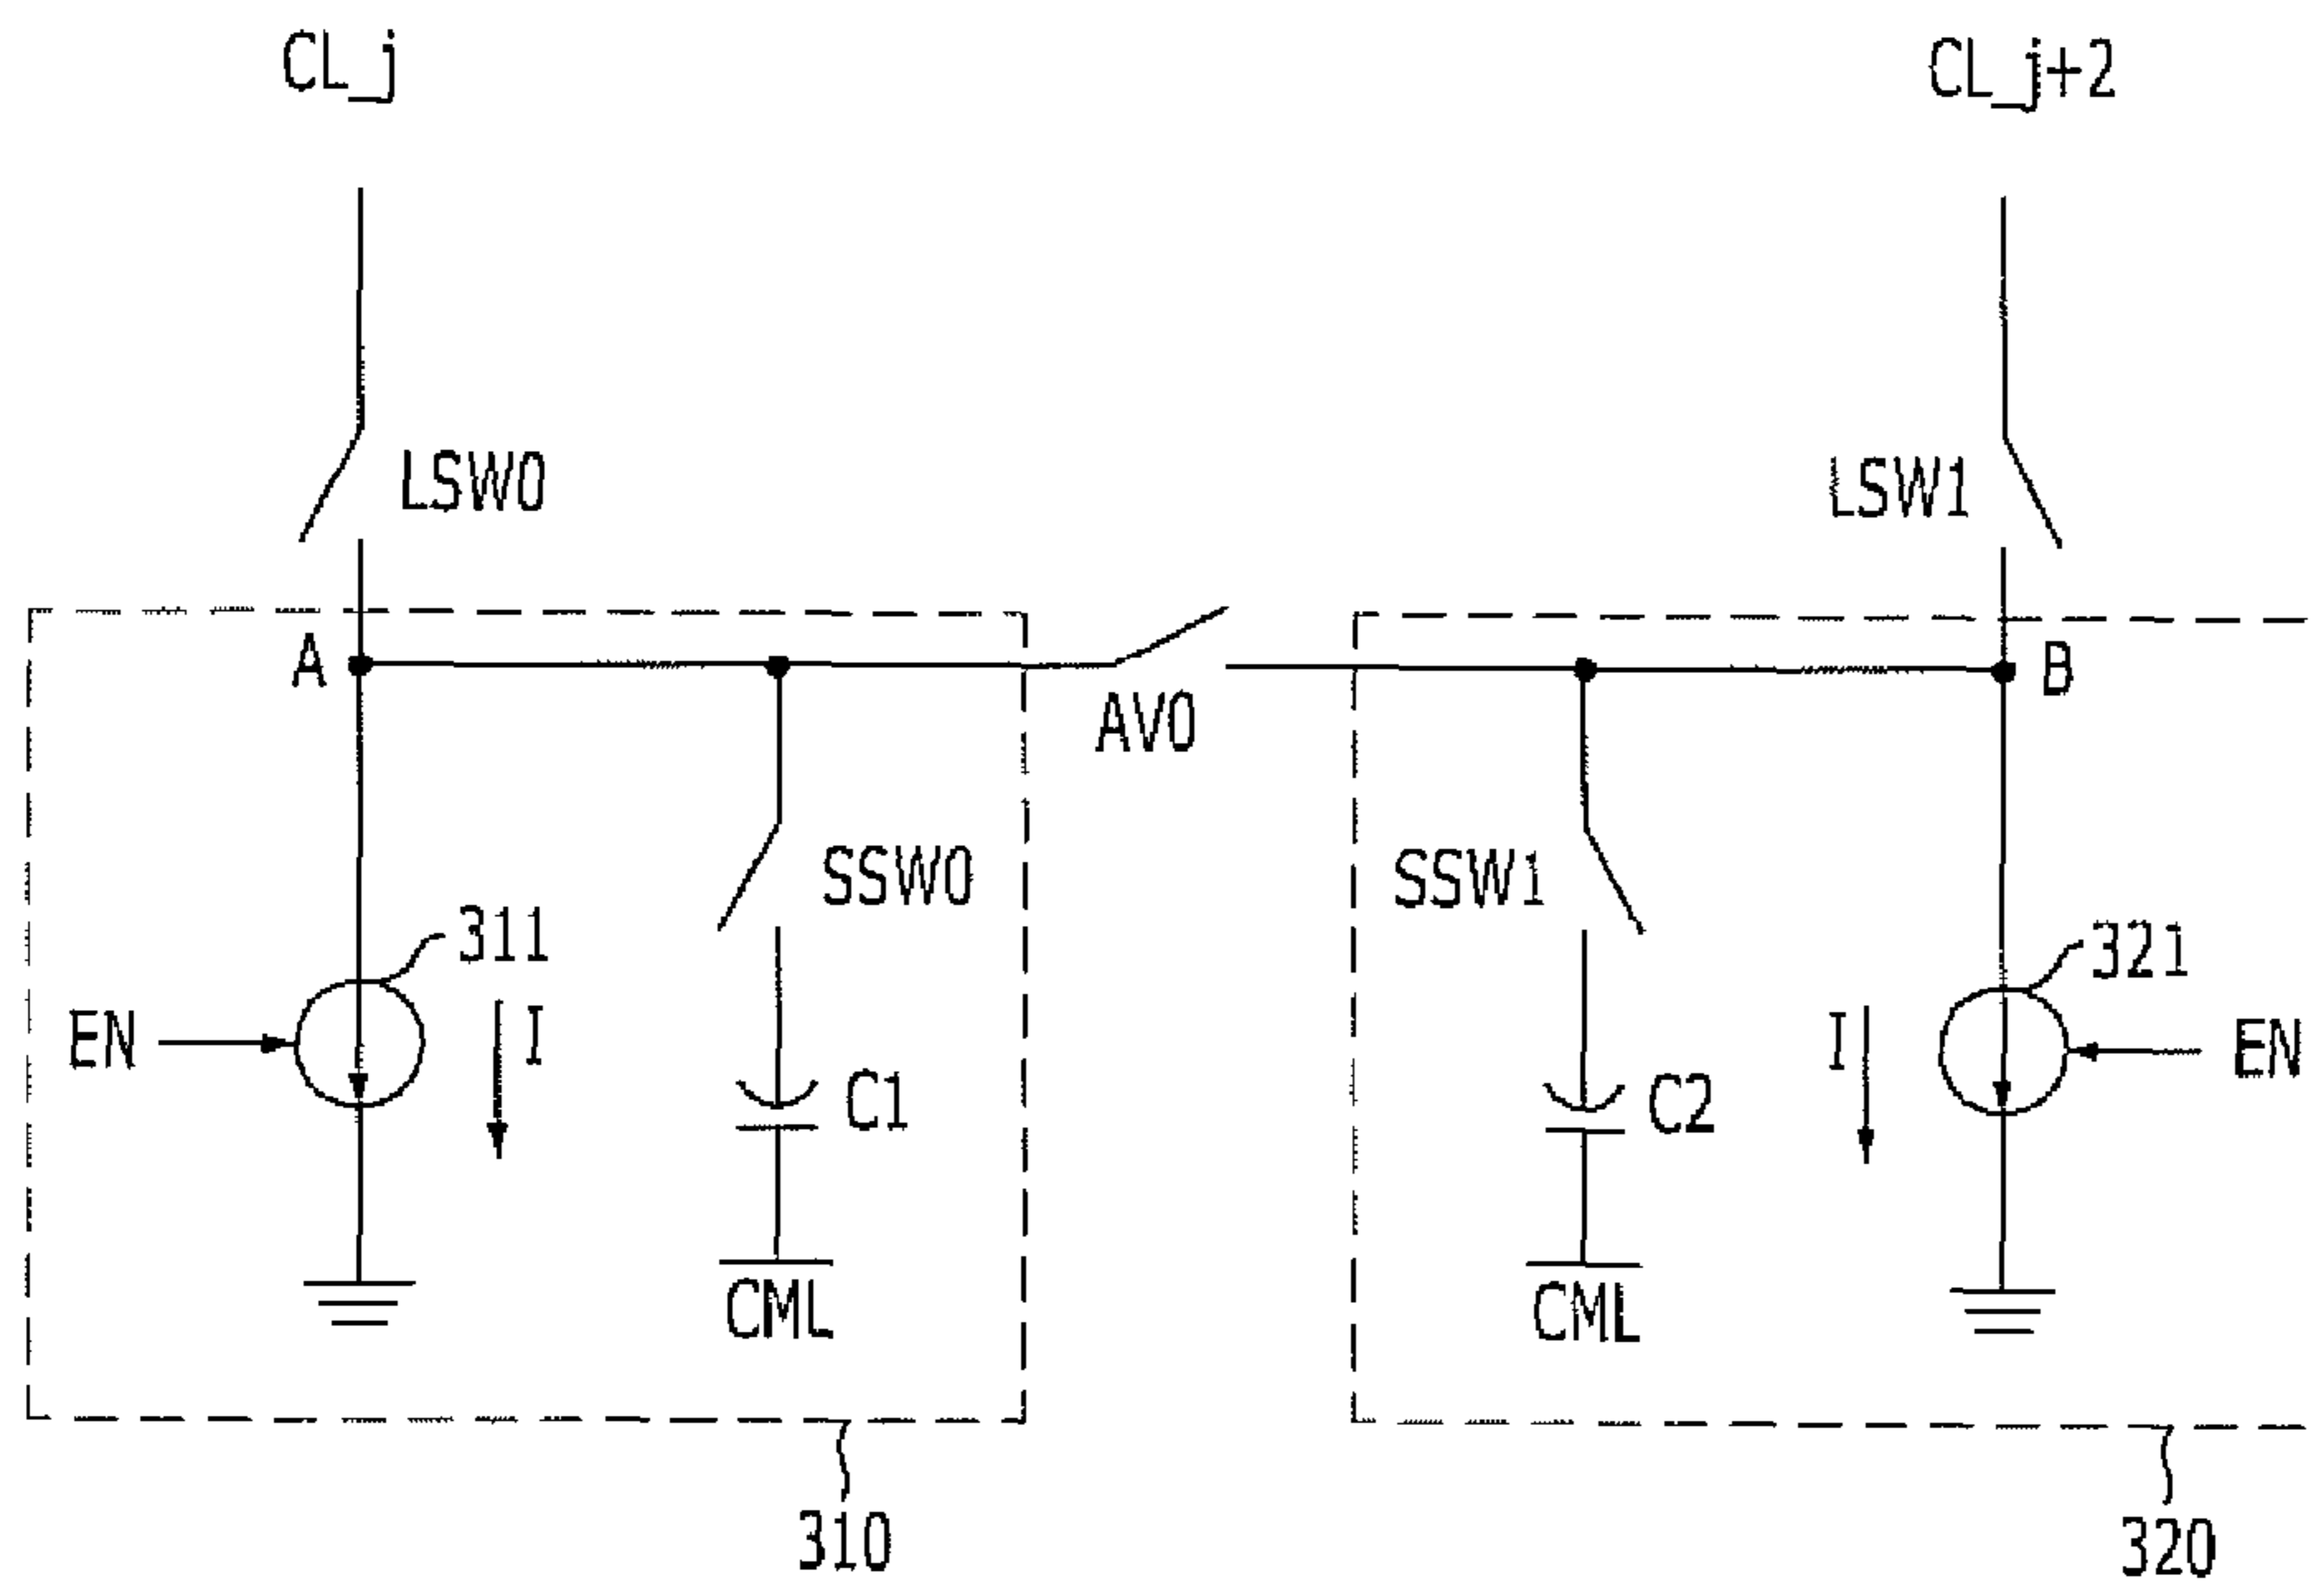 CL_j
CL_j+2
LSW0
LSW1
A
AV0
B
SSW0
SSW1
311
321
EN
I
C1
C2
I
EN
CML
CML
310
320